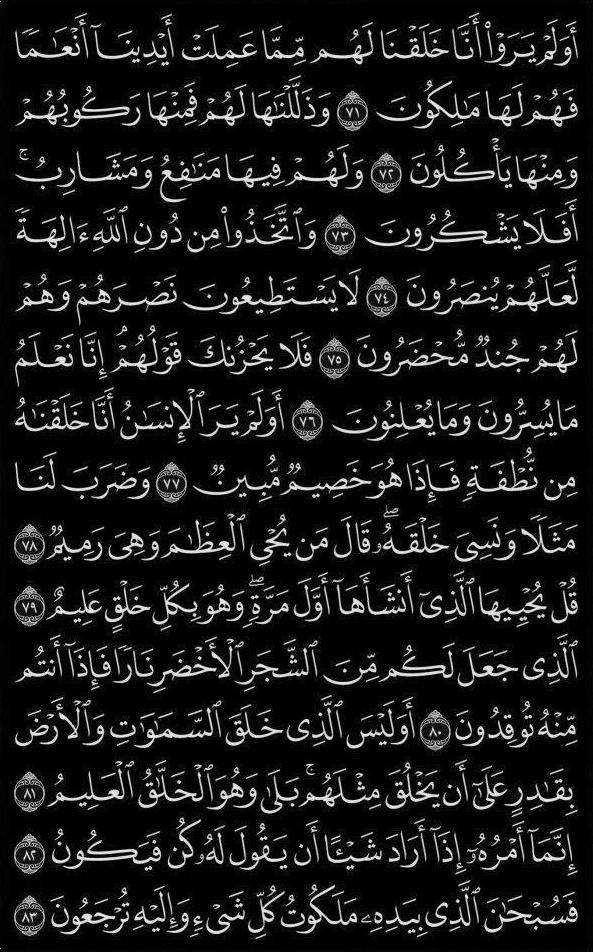 أَوَلَمْ يَرَوْا۟ أَنَّا خَلَقْنَا لَهُم مِّمَّا عَمِلَتْ أَيْدِينَآ أَنْعَـٰمًا
فَهُمْ لَهَا مَـٰلِكُونَ ٧١ وَذَلَّلْنَـٰهَا لَهُمْ فَمِنْهَا رَكُوبُهُمْ
وَمِنْهَا يَأْكُلُونَ ٧٢ وَلَهُمْ فِيهَا مَنَـٰفِعُ وَمَشَارِبُ ۚ
أَفَلَا يَشْكُرُونَ ٧٣ وَٱتَّخَذُوا۟ مِن دُونِ ٱللَّهِ ءَالِهَةً
لَّعَلَّهُمْ يُنصَرُونَ ٧٤ لَا يَسْتَطِيعُونَ نَصْرَهُمْ وَهُمْ
لَهُمْ جُندٌ مُّحْضَرُونَ ٧٥ فَلَا يَحْزُنكَ قَوْلُهُمْ ۘ إِنَّا نَعْلَمُ
مَا يُسِرُّونَ وَمَا يُعْلِنُونَ ٧٦ أَوَلَمْ يَرَ ٱلْإِنسَـٰنُ أَنَّا خَلَقْنَـٰهُ
مِن نُّطْفَةٍ فَإِذَا هُوَ خَصِيمٌ مُّبِينٌ ٧٧ وَضَرَبَ لَنَا
مَثَلًا وَنَسِىَ خَلْقَهُۥ ۖ قَالَ مَن يُحْىِ ٱلْعِظَـٰمَ وَهِىَ رَمِيمٌ ٧٨
قُلْ يُحْيِيهَا ٱلَّذِىٓ أَنشَأَهَآ أَوَّلَ مَرَّةٍ ۖ وَهُوَ بِكُلِّ خَلْقٍ عَلِيمٌ ٧٩
ٱلَّذِى جَعَلَ لَكُم مِّنَ ٱلشَّجَرِ ٱلْأَخْضَرِ نَارًا فَإِذَآ أَنتُم
مِّنْهُ تُوقِدُونَ ٨٠ أَوَلَيْسَ ٱلَّذِى خَلَقَ ٱلسَّمَـٰوَٰتِ وَٱلْأَرْضَ
بِقَـٰدِرٍ عَلَىٰٓ أَن يَخْلُقَ مِثْلَهُم ۚ بَلَىٰ وَهُوَ ٱلْخَلَّـٰقُ ٱلْعَلِيمُ ٨١
إِنَّمَآ أَمْرُهُۥٓ إِذَآ أَرَادَ شَيْـًٔا أَن يَقُولَ لَهُۥ كُن فَيَكُونُ ٨٢
فَسُبْحَـٰنَ ٱلَّذِى بِيَدِهِۦ مَلَكُوتُ كُلِّ شَىْءٍ وَإِلَيْهِ تُرْجَعُونَ ٨٣